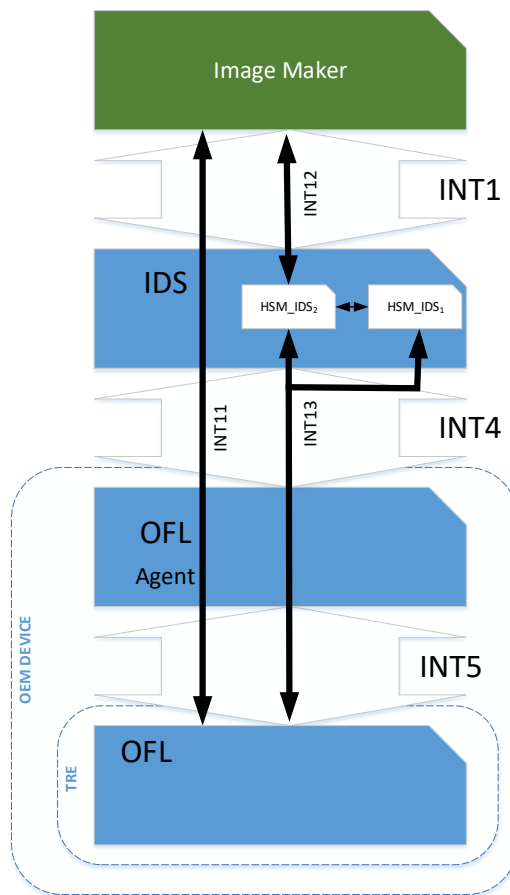 Image Maker
INT12
INT1
IDS
HSM_IDS₂
HSM_IDS₁
INT11
INT13
INT4
OFL
Agent
OEM DEVICE
INT5
TRE
OFL